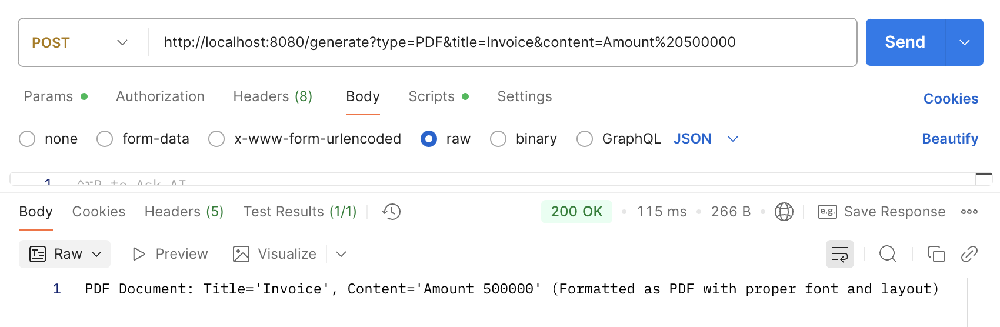 POST http://localhost:8080/generate?type=PDF&title=Invoice&content=Amount%20500000 Send
Params Authorization Headers (8) Body Scripts Settings Cookies
none form-data x-www-form-urlencoded raw binary GraphQL JSON Beautify
1 to Ask AI
Body Cookies Headers (5) Test Results (1/1) 200 OK 115 ms 266 B e.g. Save Response
Raw Preview Visualize
1 PDF Document: Title='Invoice', Content='Amount 500000' (Formatted as PDF with proper font and layout)